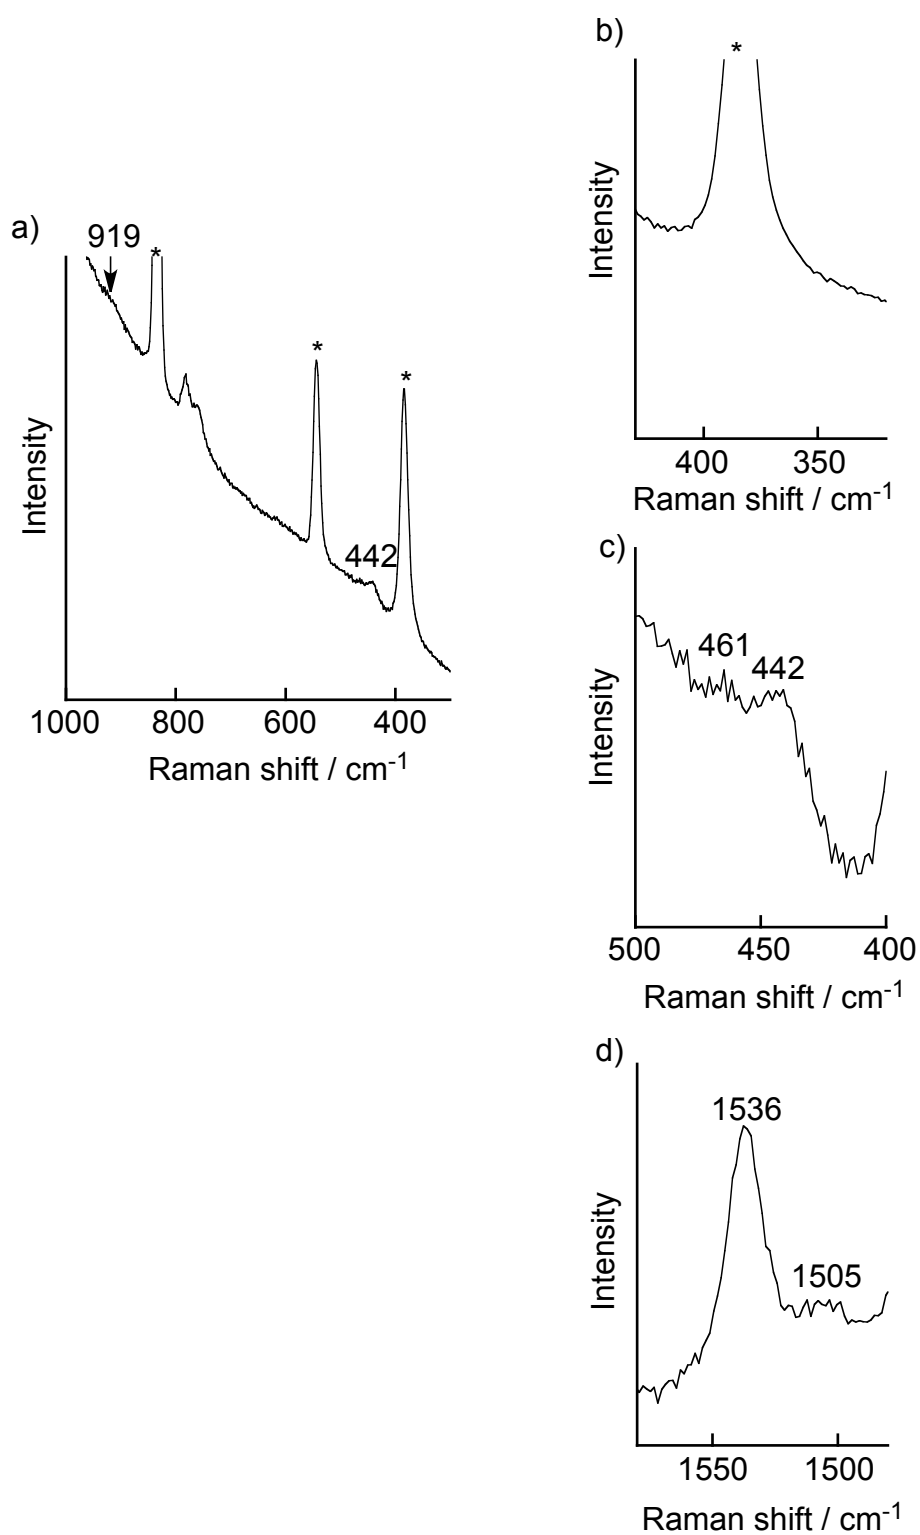 a)
919
*
*
*
442
Intensity
1000 800 600 400
Raman shift / cm-1
b)
*
Intensity
400 350
Raman shift / cm-1
c)
461
442
Intensity
500 450 400
Raman shift / cm-1
d)
1536
1505
Intensity
1550 1500
Raman shift / cm-1